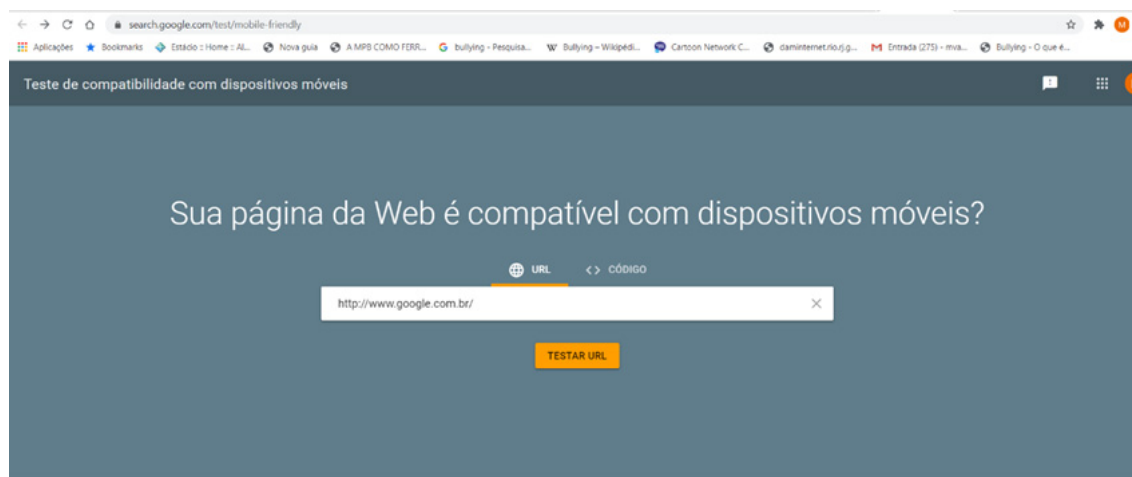 search.google.com/test/mobile-friendly
Aplicações Bookmarks Estácio :: Home :: AL... Nova guia A MPB COMO FERR... bullying - Pesquisa... Bullying – Wikipédi... Cartoon Network C... daminternet.rio.rj.g... Entrada (275) - mva... Bullying - O que é...
M
Teste de compatibilidade com dispositivos móveis
Sua página da Web é compatível com dispositivos móveis?
URL <> CÓDIGO
http://www.google.com.br/
TESTAR URL